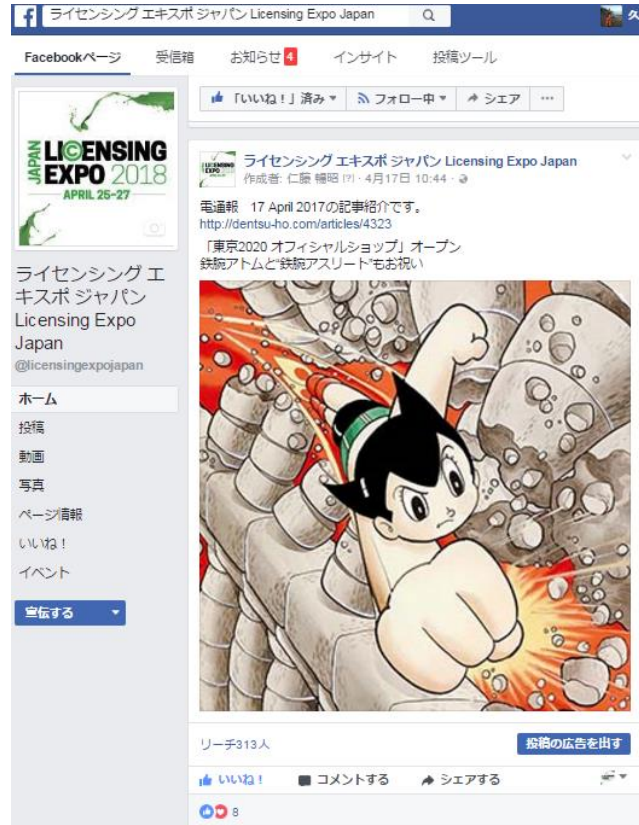 ライセンシング エキスポ ジャパン Licensing Expo Japan
Facebookページ 受信箱 お知らせ 4 インサイト 投稿ツール
「いいね！」済み フォロー中 シェア ...
JAPAN LICENSING EXPO 2018
APRIL 25-27
ライセンシング エ
キスポ ジャパン
Licensing Expo
Japan
@licensingexpojapan
ホーム
投稿
動画
写真
ページ情報
いいね！
イベント
宣伝する
ライセンシング エキスポ ジャパン Licensing Expo Japan
作成者: 仁藤 暢昭 [?] · 4月17日 10:44 ·
電通報 17 April 2017の記事紹介です。
http://dentsu-ho.com/articles/4323
「東京2020 オフィシャルショップ」オープン
鉄腕アトムと“鉄腕アスリート”もお祝い
リーチ313人
投稿の広告を出す
いいね！ コメントする シェアする
8